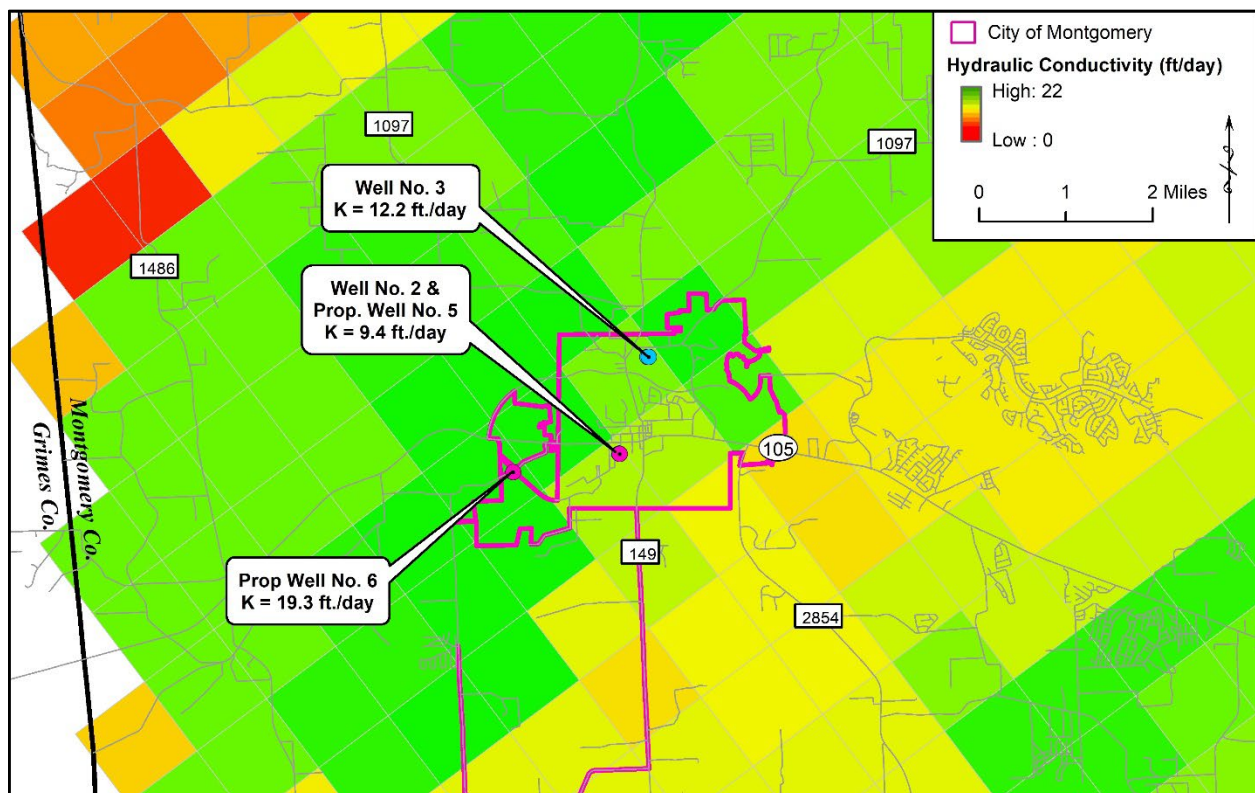 City of Montgomery
Hydraulic Conductivity (ft/day)
High: 22
Low : 0
0 1 2 Miles
1097
1097
Well No. 3
K = 12.2 ft./day
1486
Well No. 2 &
Prop. Well No. 5
K = 9.4 ft./day
Montgomery Co.
Grimes Co.
105
149
Prop Well No. 6
K = 19.3 ft./day
2854